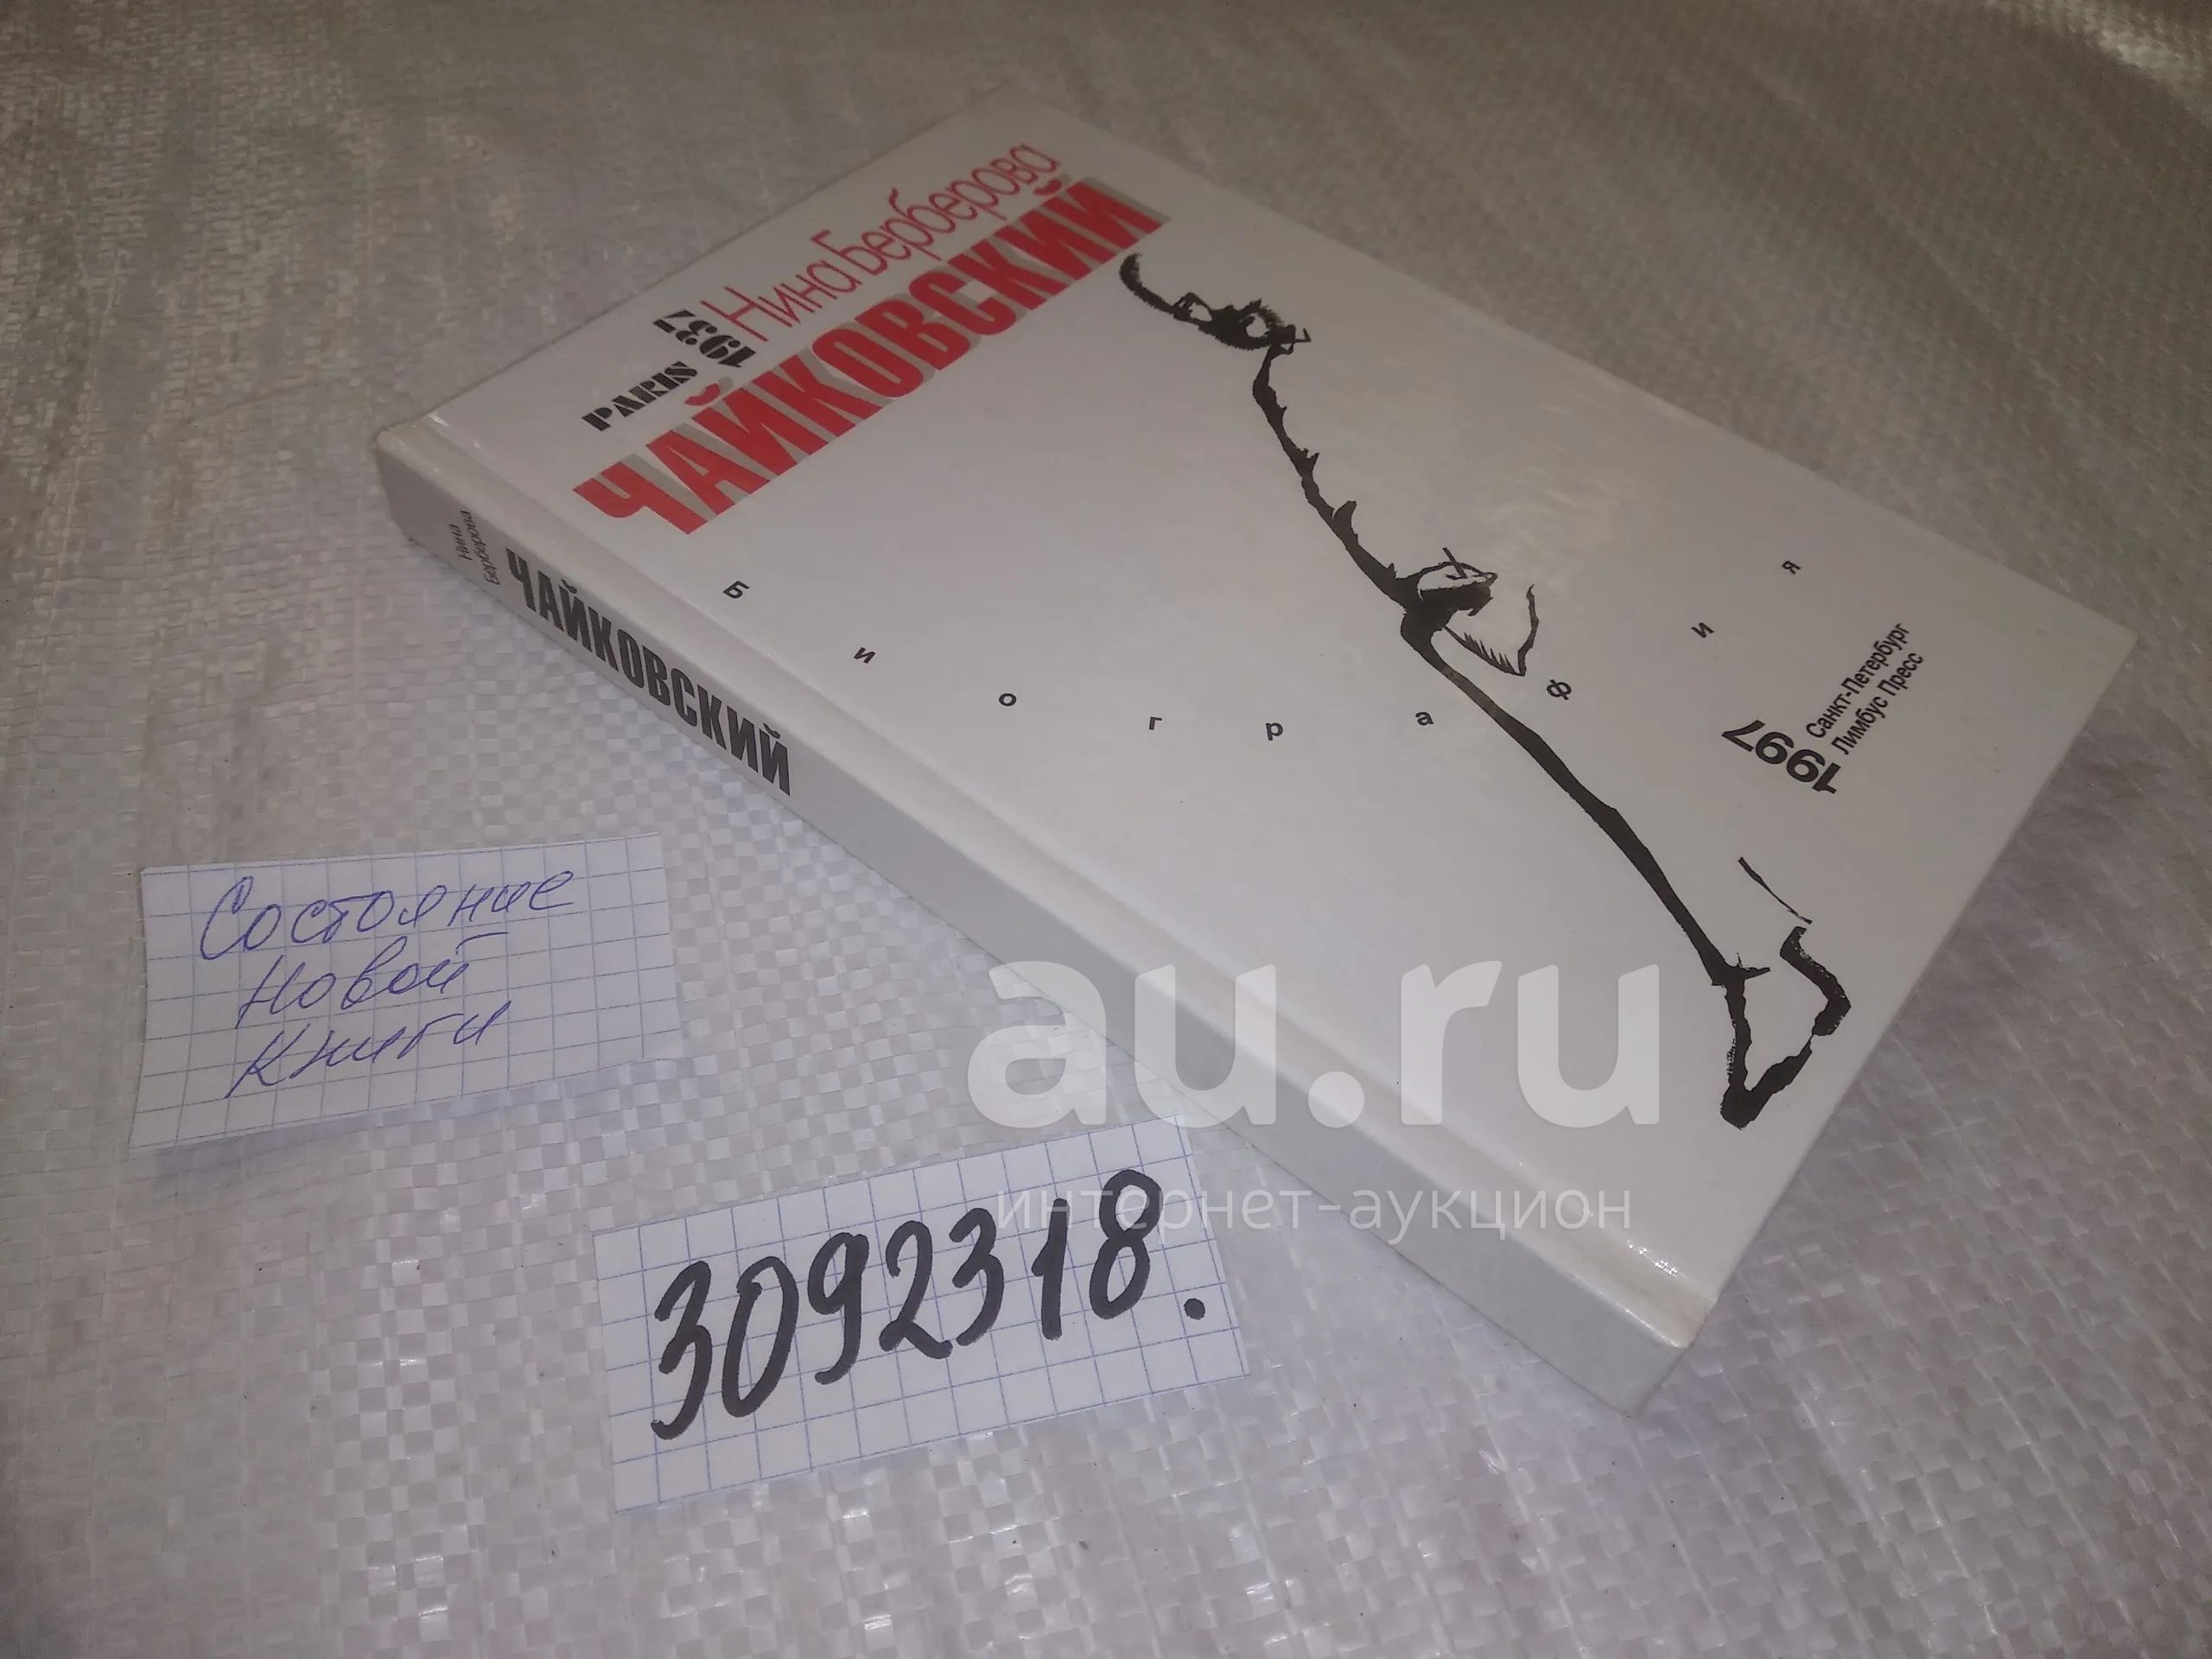 PARIS
1937
Нина Берберова
ЧАЙКОВСКИЙ
Биография
1997
Санкт-Петербург
Лимбус Пресс
Нина
Берберова
ЧАЙКОВСКИЙ
Состояние
новой
книги
au.ru
интернет-аукцион
3092318.